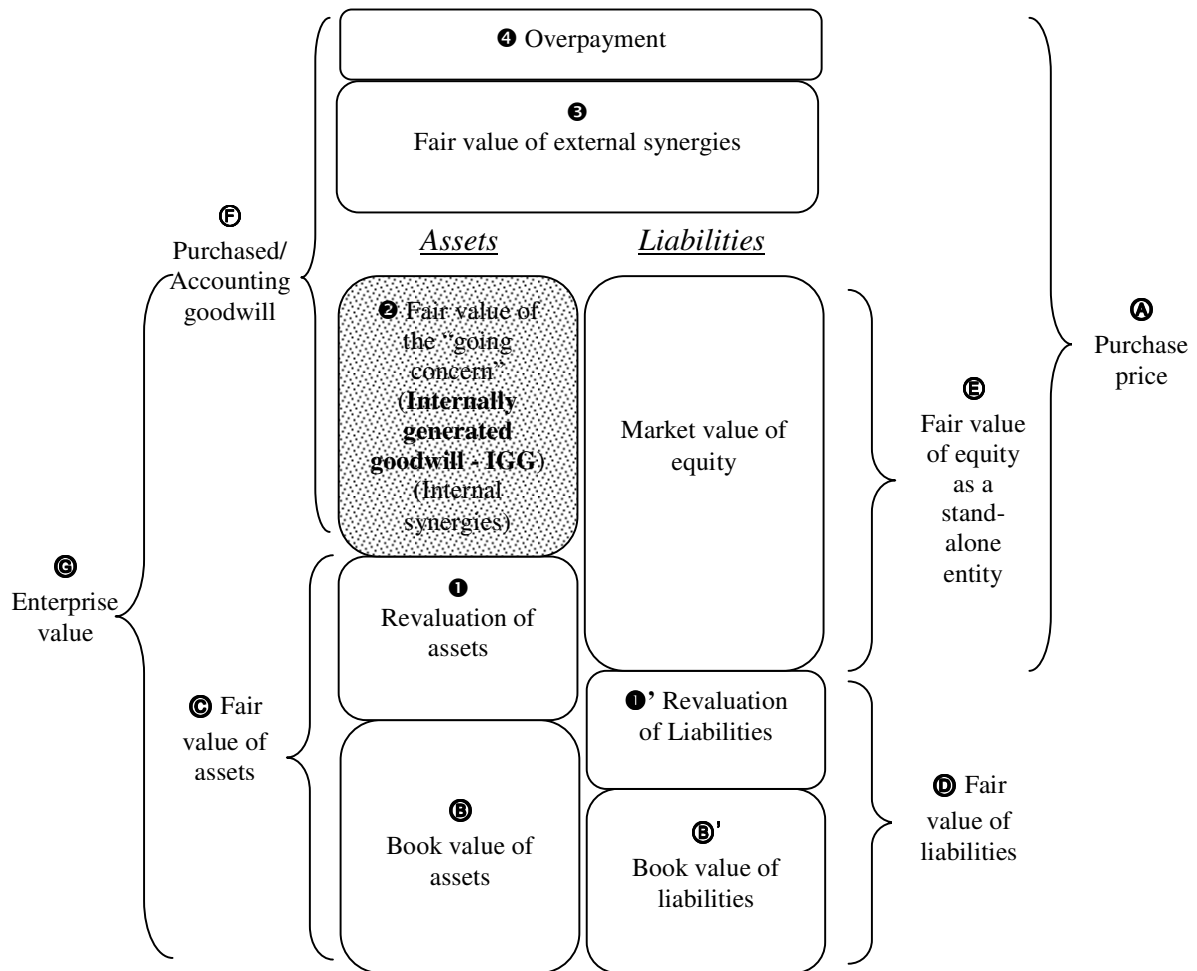 ❹ Overpayment
❸
Fair value of external synergies
Ⓕ
Purchased/
Accounting
goodwill
Assets
Liabilities
❷ Fair value of
the “going
concern”
(Internally
generated
goodwill - IGG)
(Internal
synergies)
Market value of
equity
Ⓔ
Fair value
of equity
as a
stand-
alone
entity
Ⓐ
Purchase
price
Ⓖ
Enterprise
value
❶
Revaluation of
assets
Ⓒ Fair
value of
assets
❶’ Revaluation
of Liabilities
Ⓑ
Book value of
assets
Ⓑ’
Book value of
liabilities
Ⓓ Fair
value of
liabilities